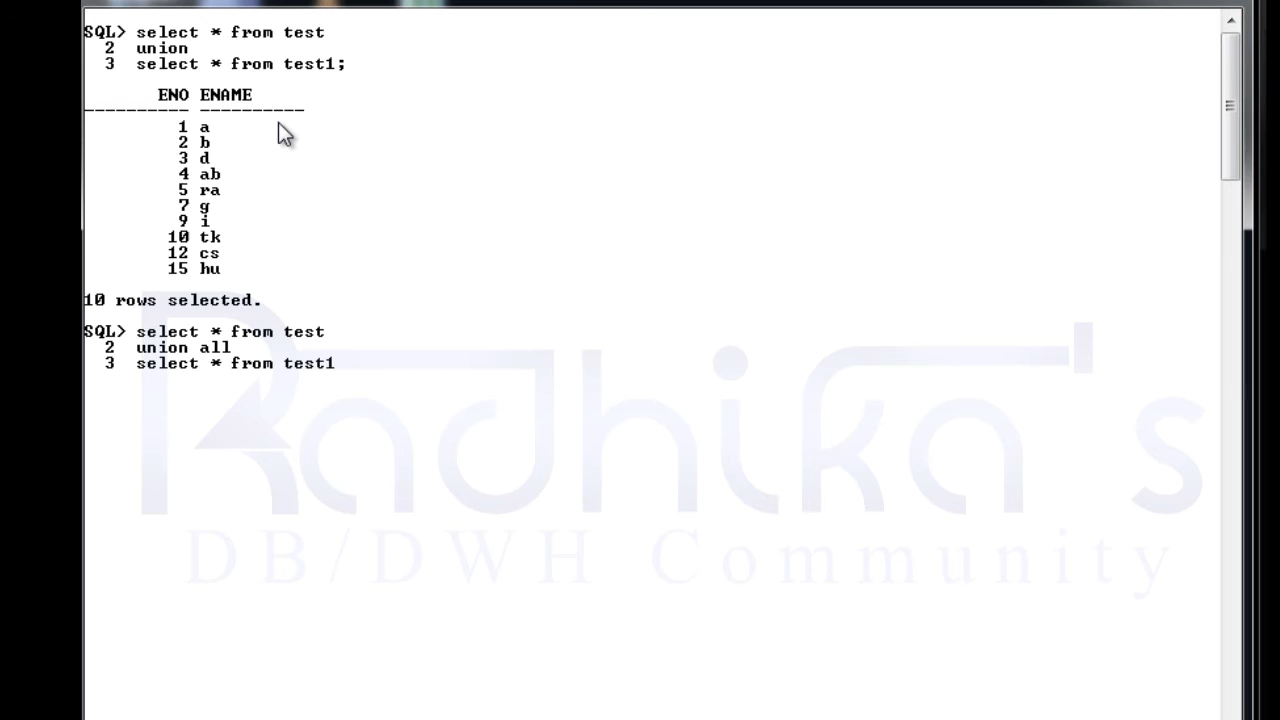 SQL> select * from test
2 union
3 select * from test1;
ENO ENAME
---------- ----------
1 a
2 b
3 d
4 ab
5 ra
7 g
9 i
10 tk
12 cs
15 hu
10 rows selected.
SQL> select * from test
2 union all
3 select * from test1
Radhika's
DB/DWH Community